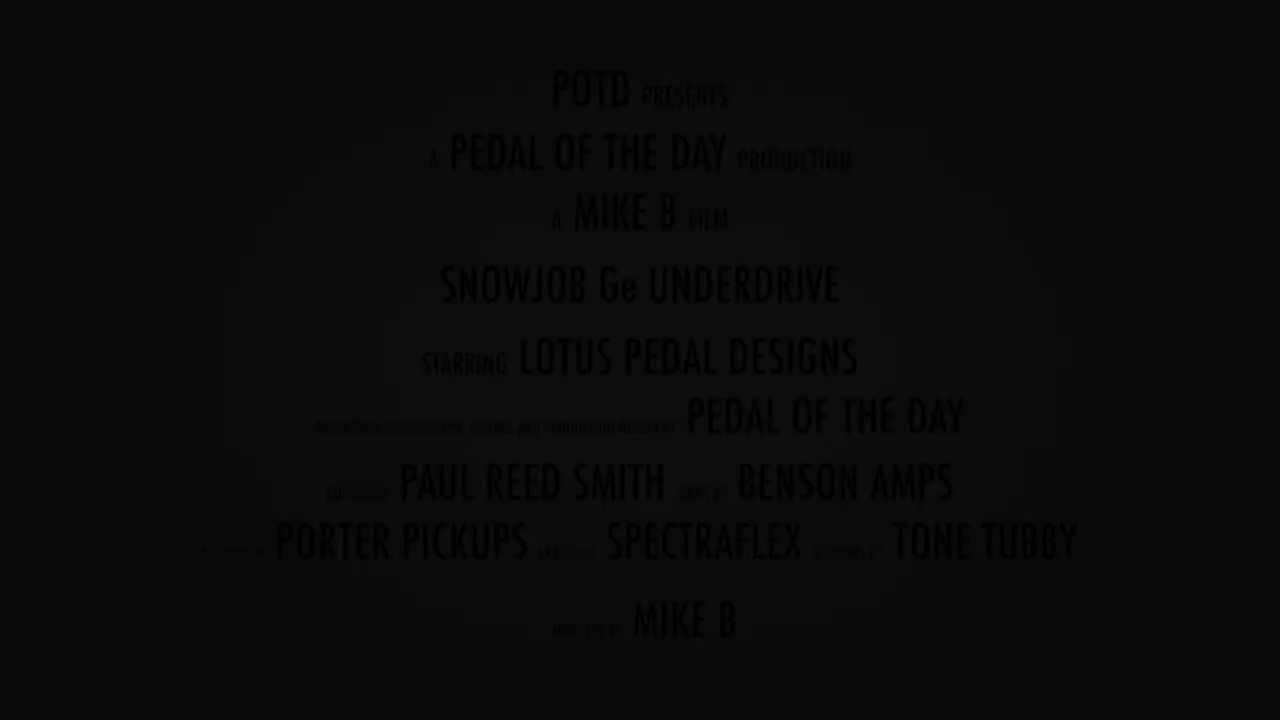 POTD PRESENTS
A PEDAL OF THE DAY PRODUCTION
A MIKE B FILM
SNOWJOB Ge UNDERDRIVE
STARRING LOTUS PEDAL DESIGNS
PEDAL OF THE DAY
PAUL REED SMITH BENSON AMPS
PORTER PICKUPS SPECTRAFLEX TONE TUBBY
MIKE B